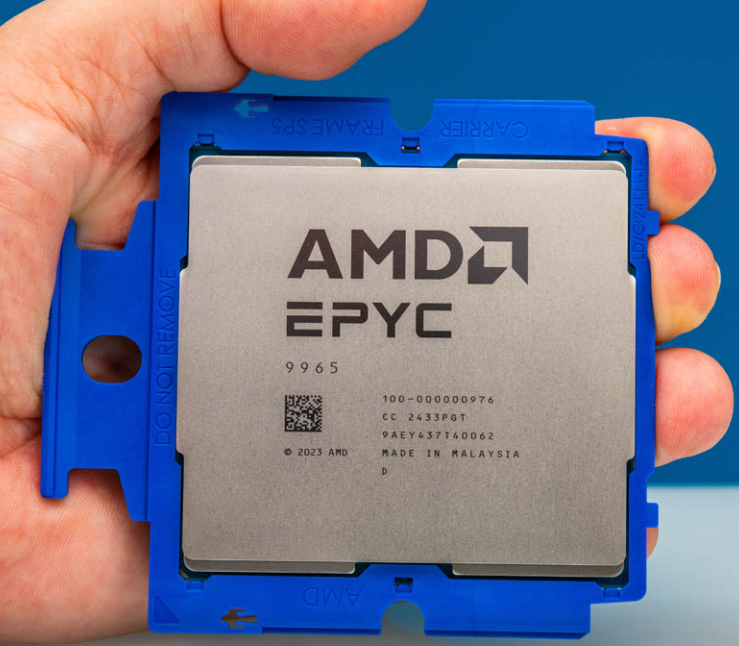 CARRIER FRAME SP5
AMD
EPYC
9965
100-000000976
CC 2433PGT
9AEY437T40062
© 2023 AMD
MADE IN MALAYSIA
D
DO NOT REMOVE
AMD